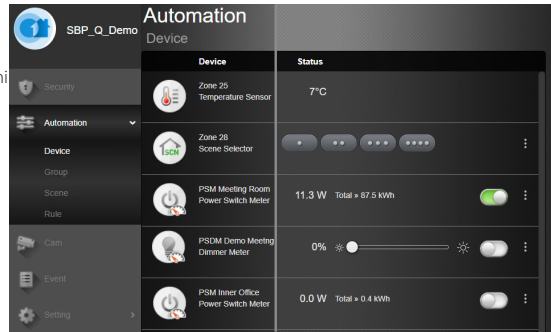 SBP_Q_Demo
Automation
Device
Device Status
ni
Security
Automation
Device
Group
Scene
Rule
Cam
Event
Setting
Zone 25
Temperature Sensor
7°C
Zone 28
Scene Selector
SCN
PSM Meeting Room
Power Switch Meter
11.3 W Total » 87.5 kWh
PSDM Demo Meetng
Dimmer Meter
0%
PSM Inner Office
Power Switch Meter
0.0 W Total » 0.4 kWh